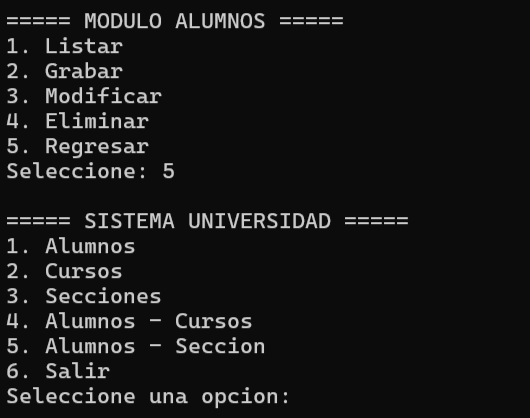 ===== MODULO ALUMNOS =====
1. Listar
2. Grabar
3. Modificar
4. Eliminar
5. Regresar
Seleccione: 5
===== SISTEMA UNIVERSIDAD =====
1. Alumnos
2. Cursos
3. Secciones
4. Alumnos - Cursos
5. Alumnos - Seccion
6. Salir
Seleccione una opcion: